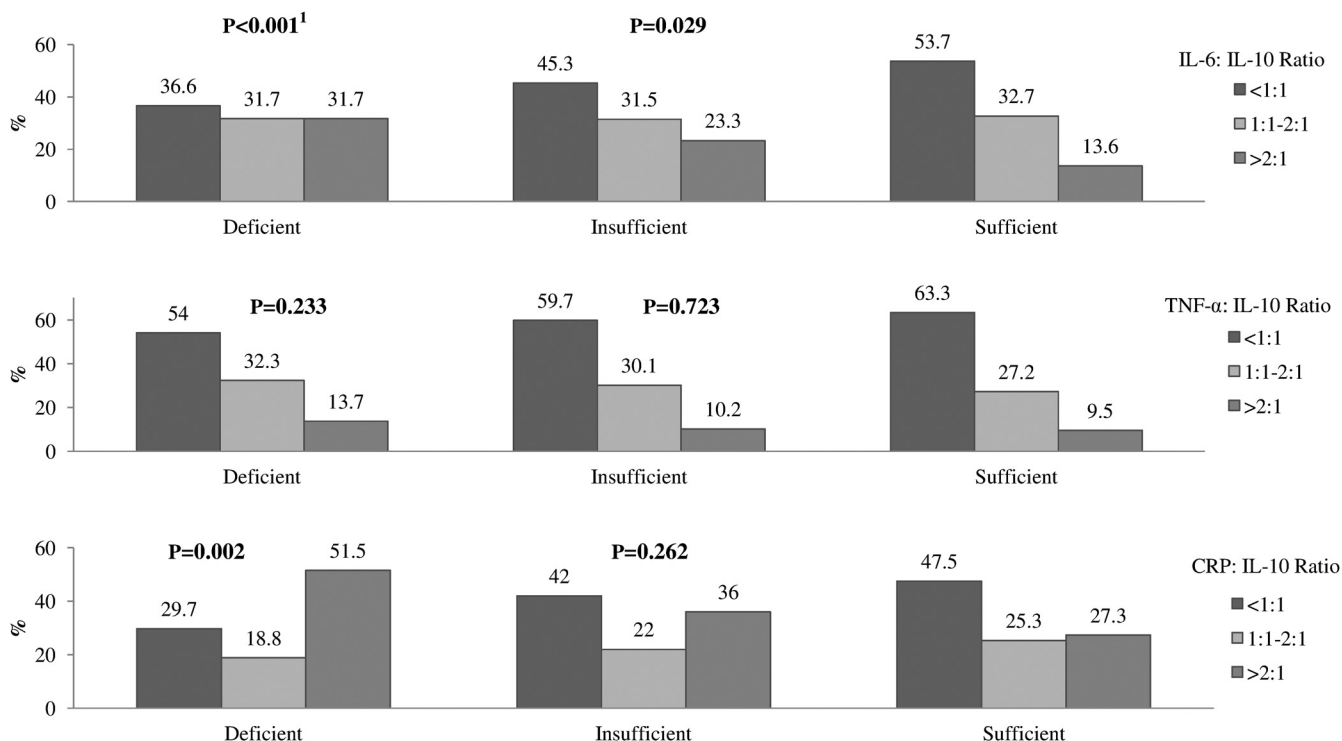 P<0.001¹ P=0.029
60
40
20
0
%
36.6 31.7 31.7
45.3 31.5 23.3
53.7 32.7 13.6
Deficient Insufficient Sufficient
IL-6: IL-10 Ratio
<1:1
1:1-2:1
>2:1
P=0.233 P=0.723
60
40
20
0
%
54 32.3 13.7
59.7 30.1 10.2
63.3 27.2 9.5
Deficient Insufficient Sufficient
TNF-α: IL-10 Ratio
<1:1
1:1-2:1
>2:1
P=0.002 P=0.262
60
40
20
0
%
29.7 18.8 51.5
42 22 36
47.5 25.3 27.3
Deficient Insufficient Sufficient
CRP: IL-10 Ratio
<1:1
1:1-2:1
>2:1